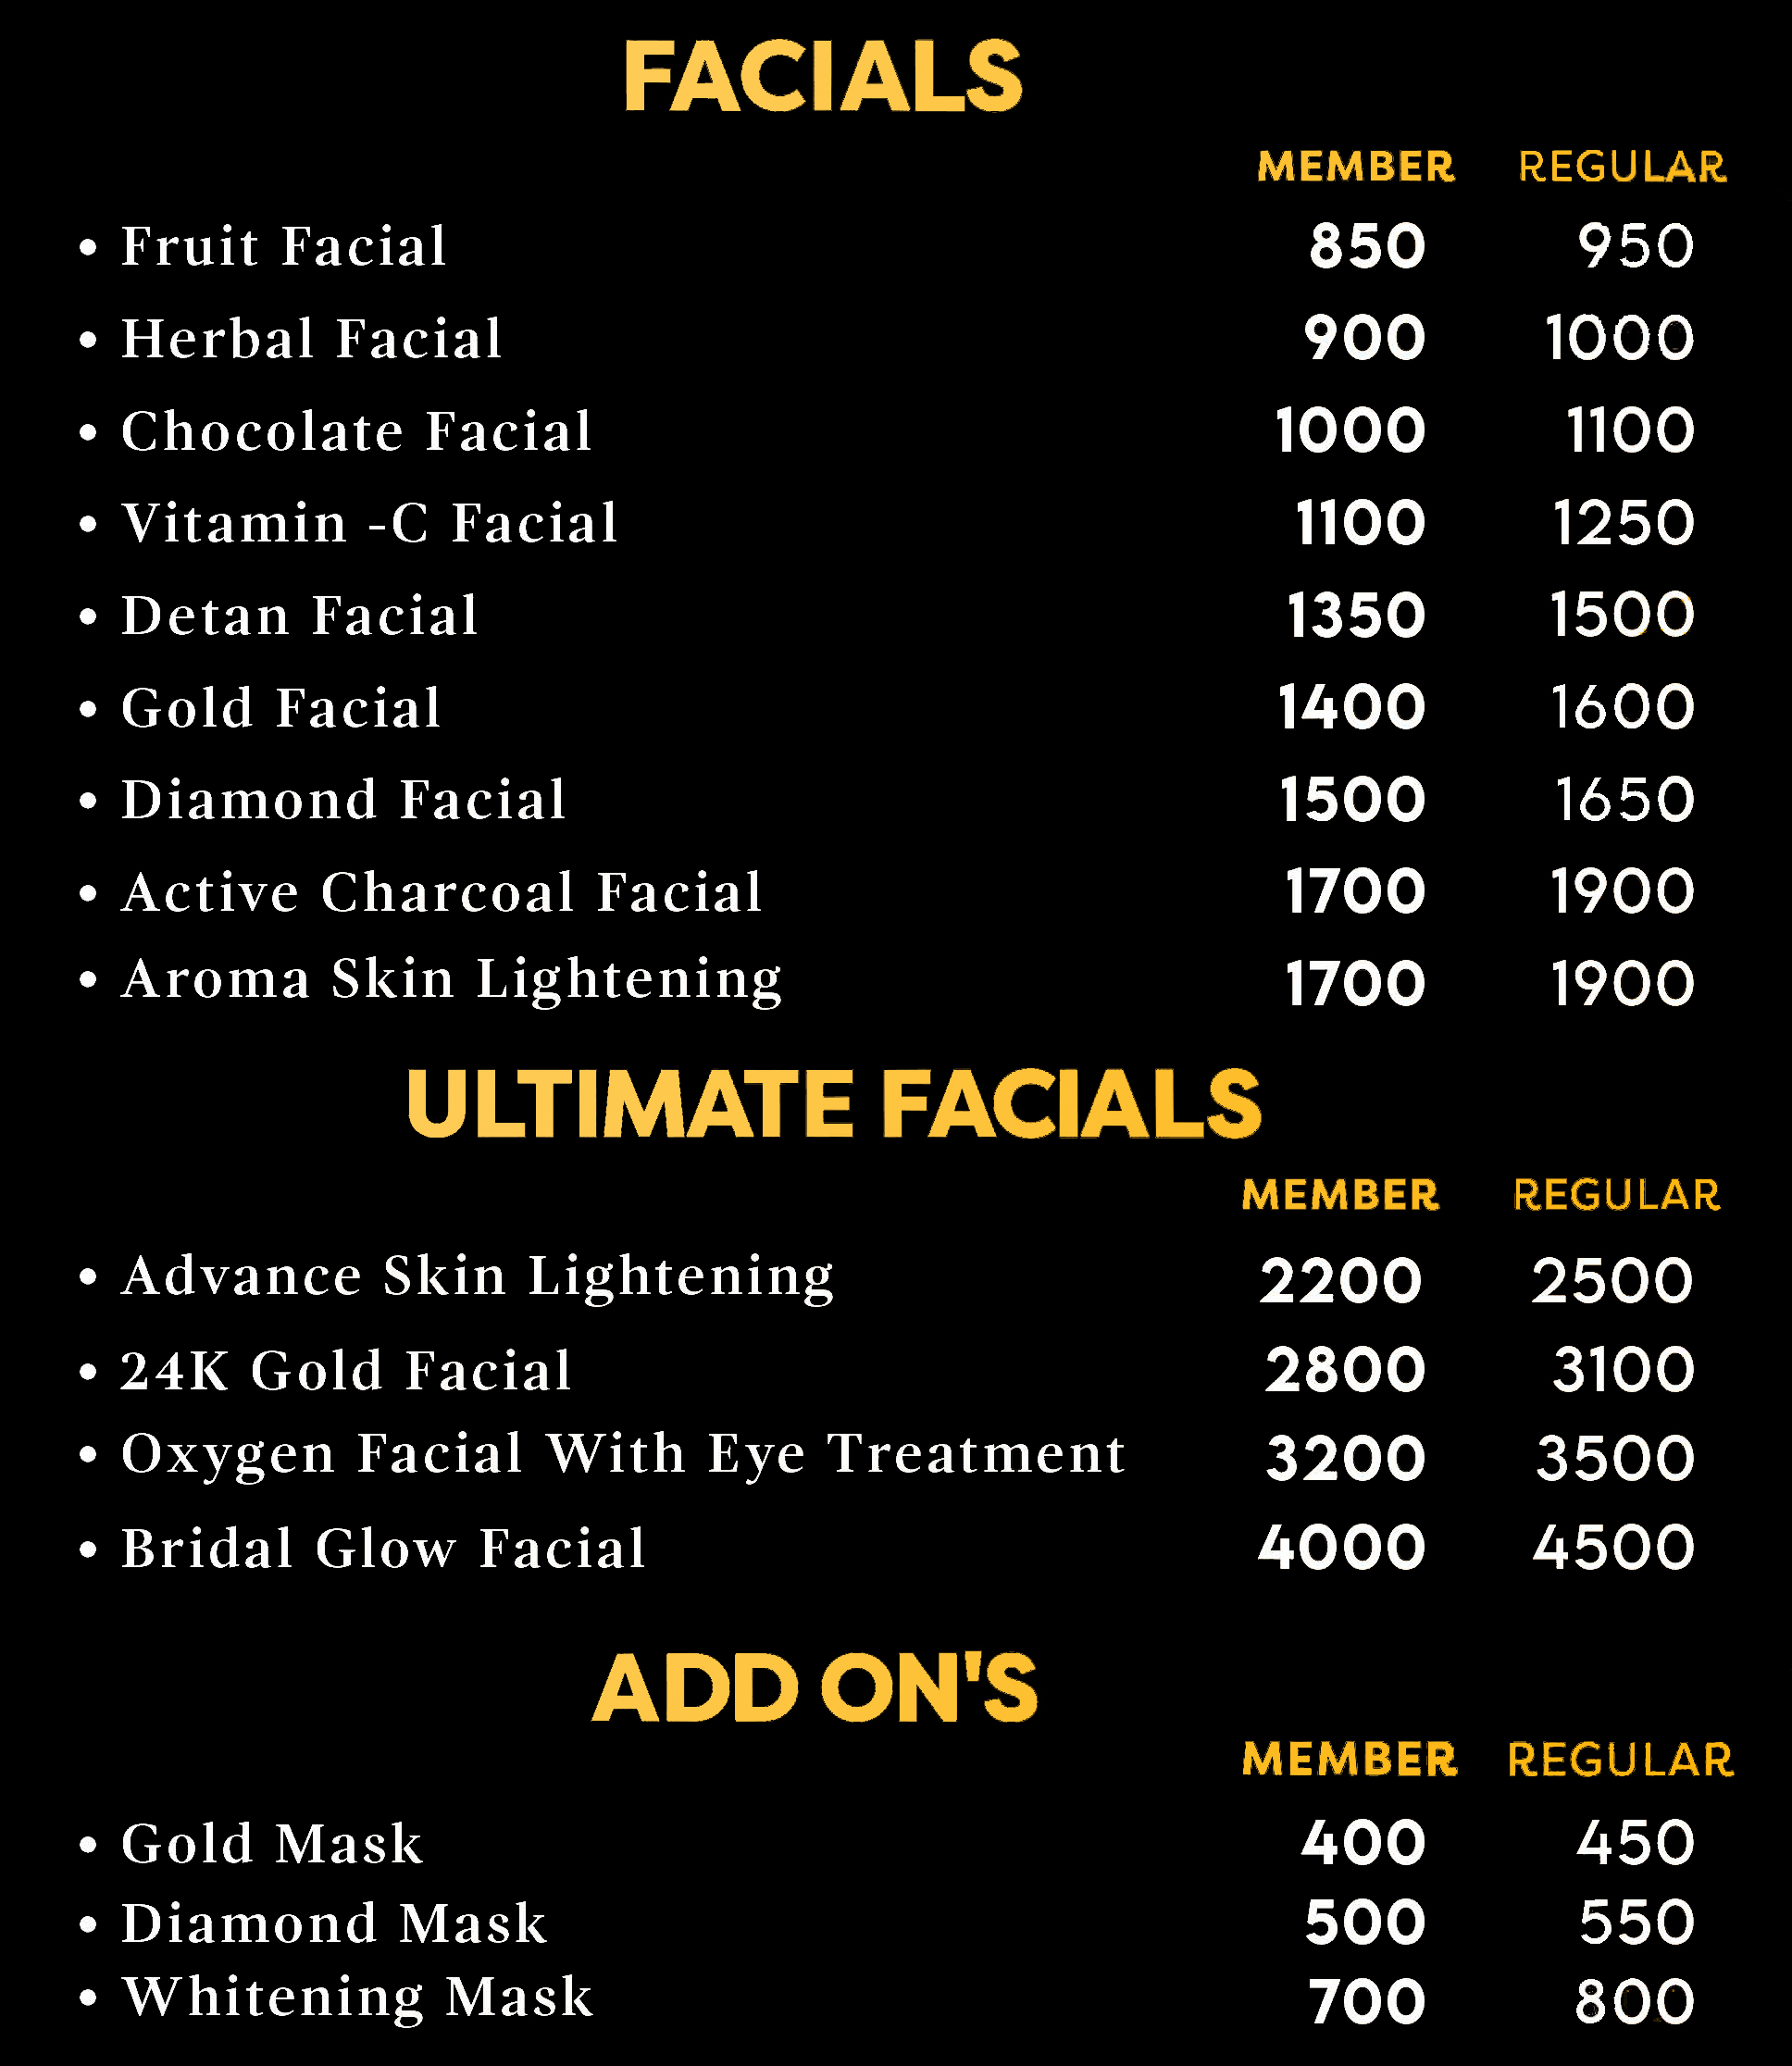 FACIALS
MEMBER REGULAR
• Fruit Facial 850 950
• Herbal Facial 900 1000
• Chocolate Facial 1000 1100
• Vitamin -C Facial 1100 1250
• Detan Facial 1350 1500
• Gold Facial 1400 1600
• Diamond Facial 1500 1650
• Active Charcoal Facial 1700 1900
• Aroma Skin Lightening 1700 1900
ULTIMATE FACIALS
MEMBER REGULAR
• Advance Skin Lightening 2200 2500
• 24K Gold Facial 2800 3100
• Oxygen Facial With Eye Treatment 3200 3500
• Bridal Glow Facial 4000 4500
ADD ON'S
MEMBER REGULAR
• Gold Mask 400 450
• Diamond Mask 500 550
• Whitening Mask 700 800